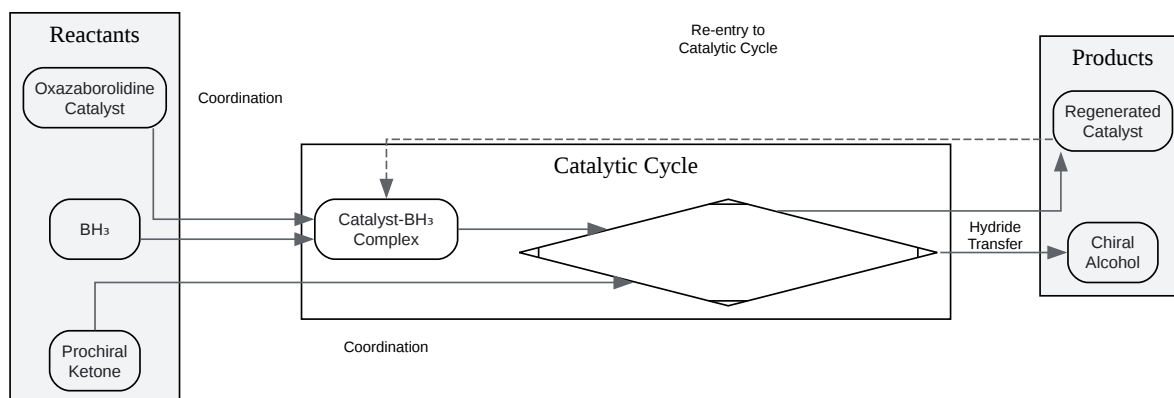 Reactants
Oxazaborolidine
Catalyst
BH₃
Prochiral
Ketone
Coordination
Coordination
Catalytic Cycle
Catalyst-BH₃
Complex
Re-entry to
Catalytic Cycle
Hydride
Transfer
Products
Regenerated
Catalyst
Chiral
Alcohol